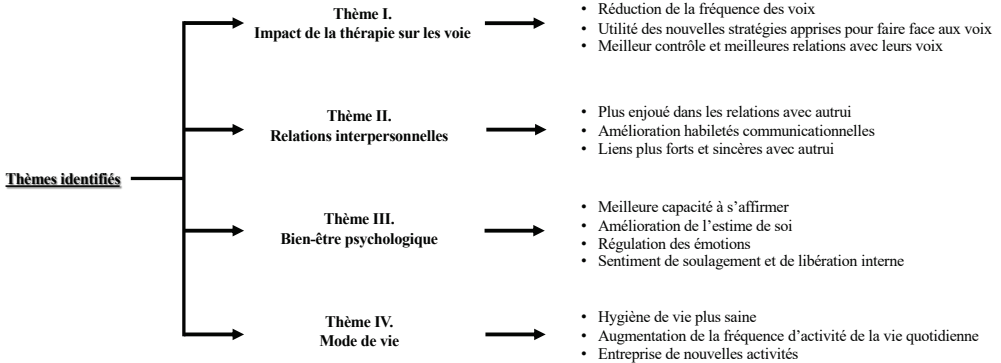 Thèmes identifiés
Thème I.
Impact de la thérapie sur les voie
• Réduction de la fréquence des voix
• Utilité des nouvelles stratégies apprises pour faire face aux voix
• Meilleur contrôle et meilleures relations avec leurs voix
Thème II.
Relations interpersonnelles
• Plus enjoué dans les relations avec autrui
• Amélioration habiletés communicationnelles
• Liens plus forts et sincères avec autrui
Thème III.
Bien-être psychologique
• Meilleure capacité à s’affirmer
• Amélioration de l’estime de soi
• Régulation des émotions
• Sentiment de soulagement et de libération interne
Thème IV.
Mode de vie
• Hygiène de vie plus saine
• Augmentation de la fréquence d’activité de la vie quotidienne
• Entreprise de nouvelles activités